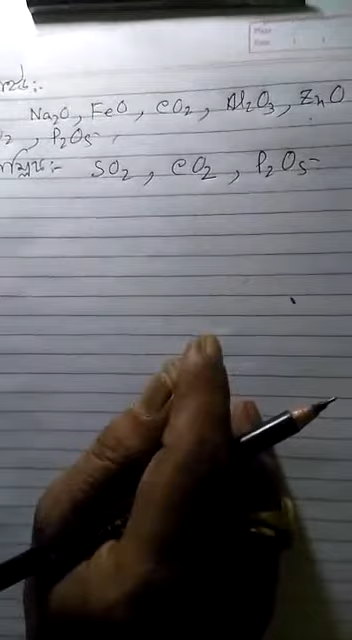 Na₂O, FeO, CO₂, Al₂O₃, ZnO
P₂O₅,
SO₂, CO₂, P₂O₅